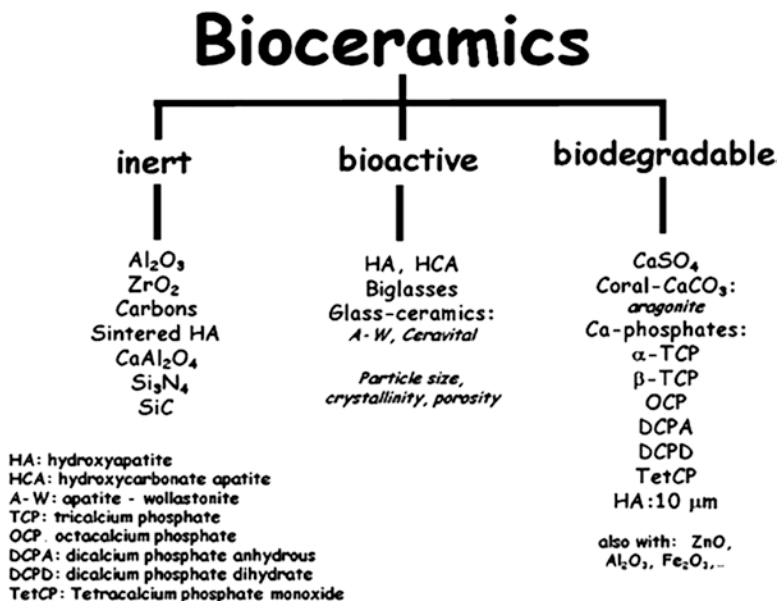 Bioceramics
inert
bioactive
biodegradable
Al₂O₃
ZrO₂
Carbons
Sintered HA
CaAl₂O₄
Si₃N₄
SiC
HA, HCA
Biglasses
Glass-ceramics:
A-W, Ceravital
Particle size,
crystallinity, porosity
CaSO₄
Coral-CaCO₃:
aragonite
Ca-phosphates:
α-TCP
β-TCP
OCP
DCPA
DCPD
TetCP
HA:10 μm
also with: ZnO,
Al₂O₃, Fe₂O₃,..
HA: hydroxyapatite
HCA: hydroxycarbonate apatite
A-W: apatite - wollastonite
TCP: tricalcium phosphate
OCP. octacalcium phosphate
DCPA: dicalcium phosphate anhydrous
DCPD: dicalcium phosphate dihydrate
TetCP: Tetracalcium phosphate monoxide